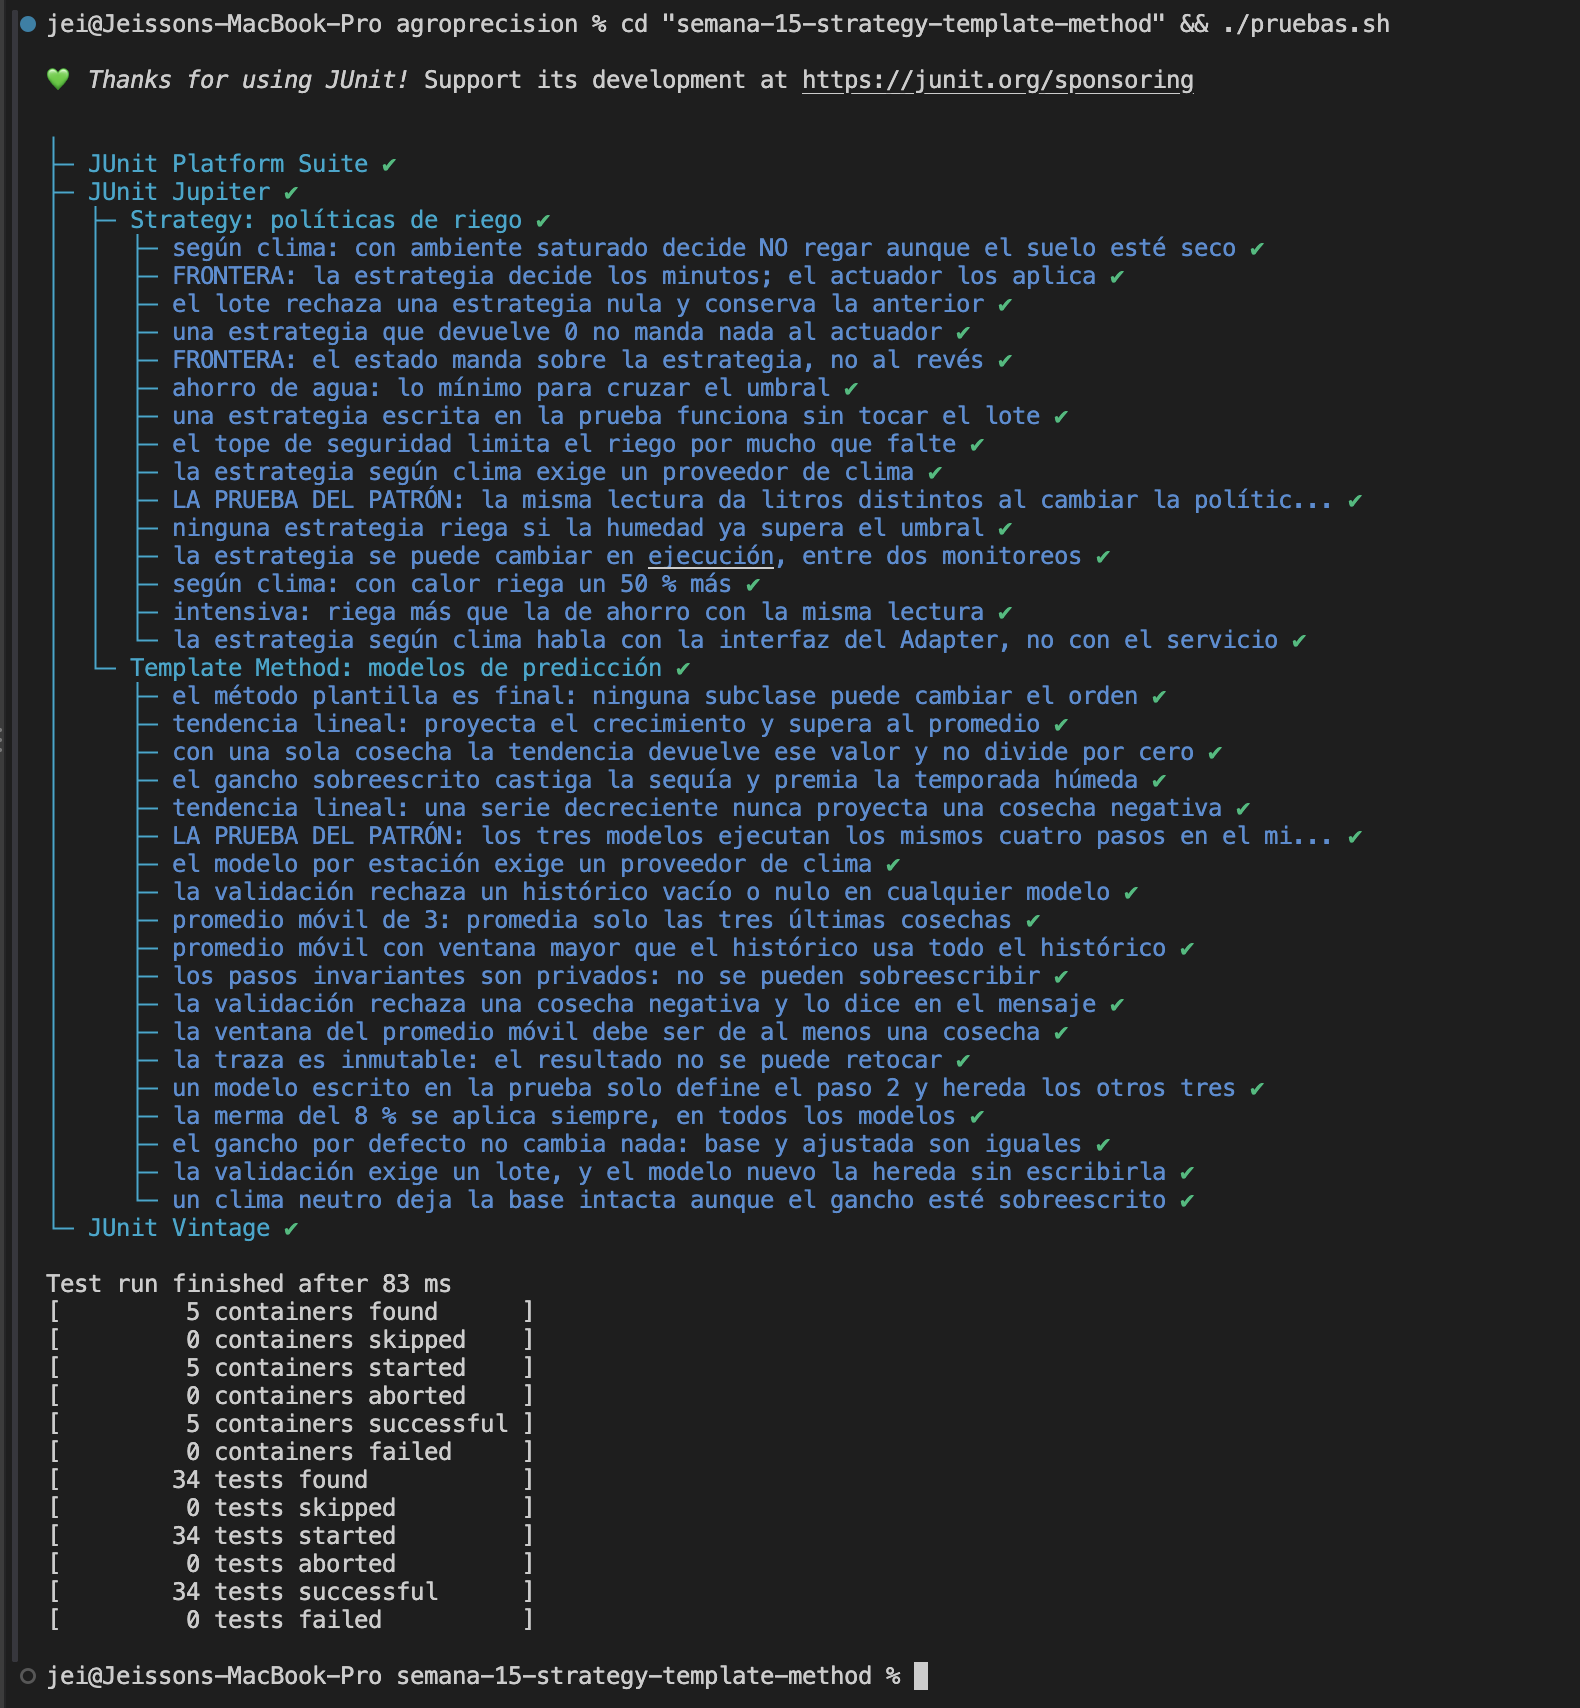 jei@Jeissons-MacBook-Pro agroprecision % cd "semana-15-strategy-template-method" && ./pruebas.sh
💚 Thanks for using JUnit! Support its development at https://junit.org/sponsoring
├─ JUnit Platform Suite ✔
├─ JUnit Jupiter ✔
│  ├─ Strategy: políticas de riego ✔
│  │  ├─ según clima: con ambiente saturado decide NO regar aunque el suelo esté seco ✔
│  │  ├─ FRONTERA: la estrategia decide los minutos; el actuador los aplica ✔
│  │  ├─ el lote rechaza una estrategia nula y conserva la anterior ✔
│  │  ├─ una estrategia que devuelve 0 no manda nada al actuador ✔
│  │  ├─ FRONTERA: el estado manda sobre la estrategia, no al revés ✔
│  │  ├─ ahorro de agua: lo mínimo para cruzar el umbral ✔
│  │  ├─ una estrategia escrita en la prueba funciona sin tocar el lote ✔
│  │  ├─ el tope de seguridad limita el riego por mucho que falte ✔
│  │  ├─ la estrategia según clima exige un proveedor de clima ✔
│  │  ├─ LA PRUEBA DEL PATRÓN: la misma lectura da litros distintos al cambiar la polític... ✔
│  │  ├─ ninguna estrategia riega si la humedad ya supera el umbral ✔
│  │  ├─ la estrategia se puede cambiar en ejecución, entre dos monitoreos ✔
│  │  ├─ según clima: con calor riega un 50 % más ✔
│  │  ├─ intensiva: riega más que la de ahorro con la misma lectura ✔
│  │  └─ la estrategia según clima habla con la interfaz del Adapter, no con el servicio ✔
│  └─ Template Method: modelos de predicción ✔
│     ├─ el método plantilla es final: ninguna subclase puede cambiar el orden ✔
│     ├─ tendencia lineal: proyecta el crecimiento y supera al promedio ✔
│     ├─ con una sola cosecha la tendencia devuelve ese valor y no divide por cero ✔
│     ├─ el gancho sobreescrito castiga la sequía y premia la temporada húmeda ✔
│     ├─ tendencia lineal: una serie decreciente nunca proyecta una cosecha negativa ✔
│     ├─ LA PRUEBA DEL PATRÓN: los tres modelos ejecutan los mismos cuatro pasos en el mi... ✔
│     ├─ el modelo por estación exige un proveedor de clima ✔
│     ├─ la validación rechaza un histórico vacío o nulo en cualquier modelo ✔
│     ├─ promedio móvil de 3: promedia solo las tres últimas cosechas ✔
│     ├─ promedio móvil con ventana mayor que el histórico usa todo el histórico ✔
│     ├─ los pasos invariantes son privados: no se pueden sobreescribir ✔
│     ├─ la validación rechaza una cosecha negativa y lo dice en el mensaje ✔
│     ├─ la ventana del promedio móvil debe ser de al menos una cosecha ✔
│     ├─ la traza es inmutable: el resultado no se puede retocar ✔
│     ├─ un modelo escrito en la prueba solo define el paso 2 y hereda los otros tres ✔
│     ├─ la merma del 8 % se aplica siempre, en todos los modelos ✔
│     ├─ el gancho por defecto no cambia nada: base y ajustada son iguales ✔
│     ├─ la validación exige un lote, y el modelo nuevo la hereda sin escribirla ✔
│     └─ un clima neutro deja la base intacta aunque el gancho esté sobreescrito ✔
└─ JUnit Vintage ✔
Test run finished after 83 ms
[         5 containers found      ]
[         0 containers skipped    ]
[         5 containers started    ]
[         0 containers aborted    ]
[         5 containers successful ]
[         0 containers failed     ]
[        34 tests found           ]
[         0 tests skipped         ]
[        34 tests started         ]
[         0 tests aborted         ]
[        34 tests successful      ]
[         0 tests failed          ]
jei@Jeissons-MacBook-Pro semana-15-strategy-template-method %